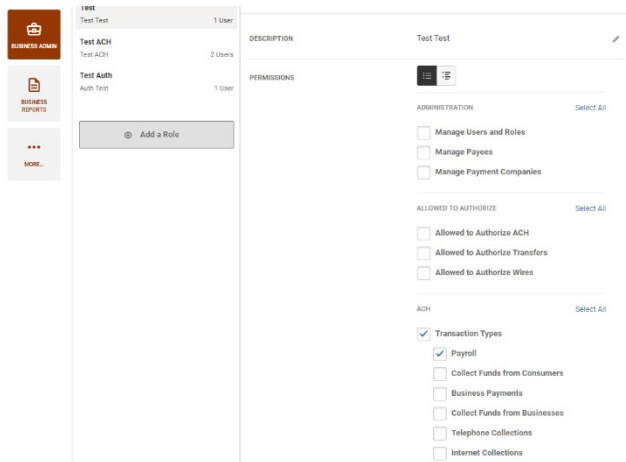 BUSINESS ADMIN
BUSINESS
REPORTS
MORE...
Test
Test Test 1 User
Test ACH
Test ACH 2 Users
Test Auth
Auth Test 1 User
Add a Role
DESCRIPTION Test Test
PERMISSIONS
ADMINISTRATION Select All
Manage Users and Roles
Manage Payees
Manage Payment Companies
ALLOWED TO AUTHORIZE Select All
Allowed to Authorize ACH
Allowed to Authorize Transfers
Allowed to Authorize Wires
ACH Select All
Transaction Types
Payroll
Collect Funds from Consumers
Business Payments
Collect Funds from Businesses
Telephone Collections
Internet Collections